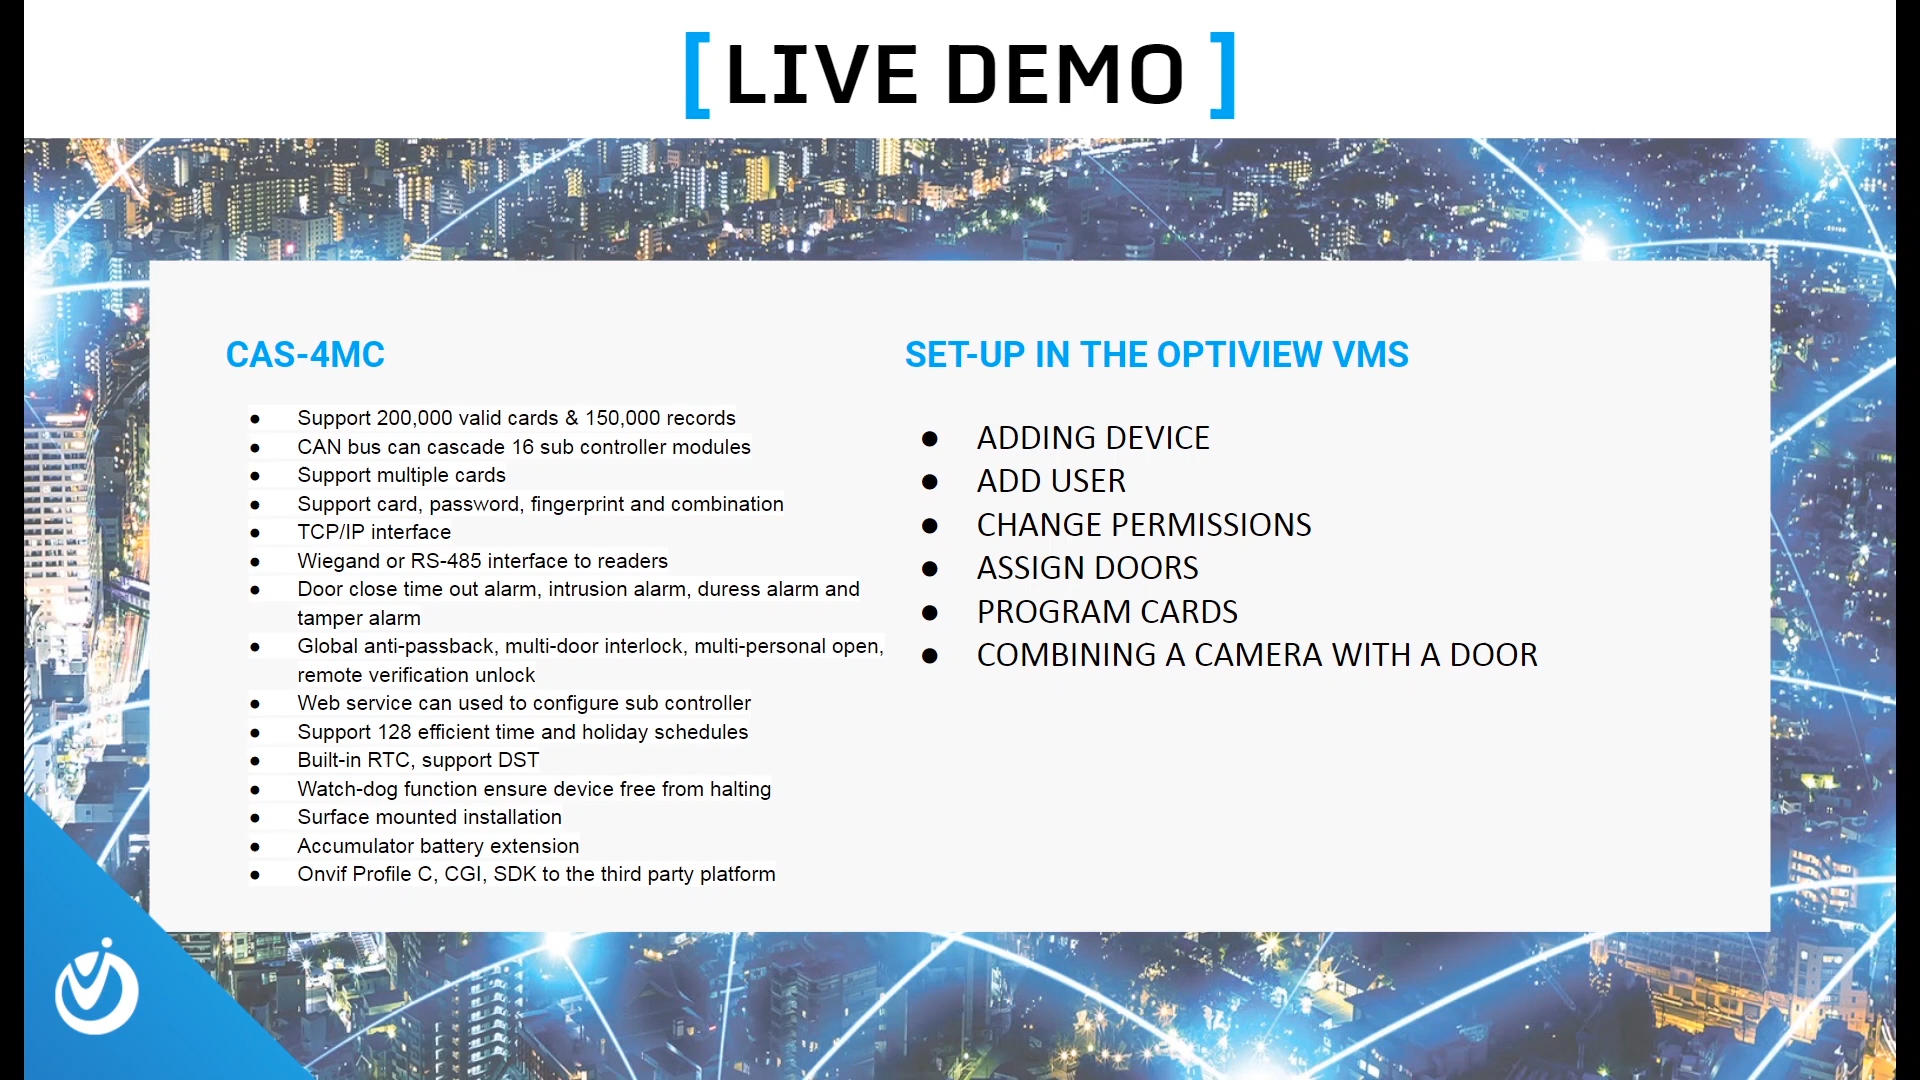 [ LIVE DEMO ]
CAS-4MC
● Support 200,000 valid cards & 150,000 records
● CAN bus can cascade 16 sub controller modules
● Support multiple cards
● Support card, password, fingerprint and combination
● TCP/IP interface
● Wiegand or RS-485 interface to readers
● Door close time out alarm, intrusion alarm, duress alarm and
tamper alarm
● Global anti-passback, multi-door interlock, multi-personal open,
remote verification unlock
● Web service can used to configure sub controller
● Support 128 efficient time and holiday schedules
● Built-in RTC, support DST
● Watch-dog function ensure device free from halting
● Surface mounted installation
● Accumulator battery extension
● Onvif Profile C, CGI, SDK to the third party platform
SET-UP IN THE OPTIVIEW VMS
● ADDING DEVICE
● ADD USER
● CHANGE PERMISSIONS
● ASSIGN DOORS
● PROGRAM CARDS
● COMBINING A CAMERA WITH A DOOR